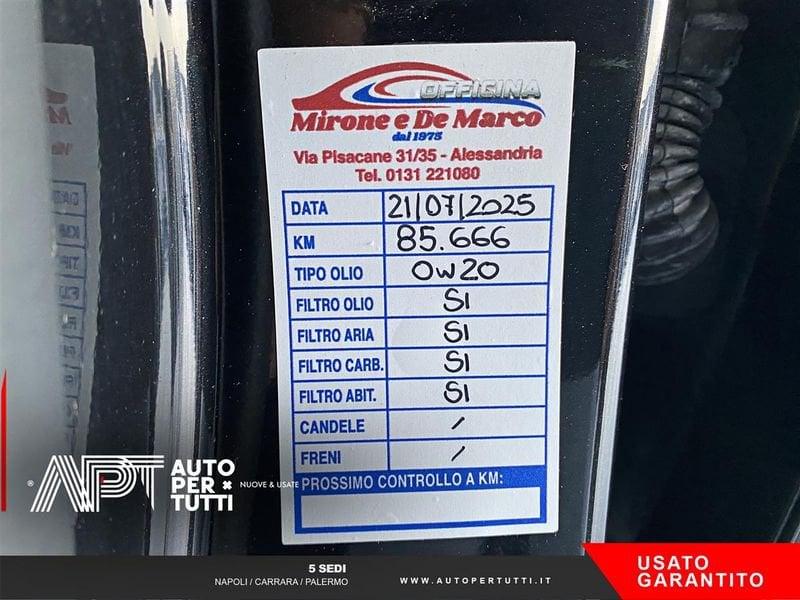 OFFICINA
Mirone e De Marco
dal 1975
Via Pisacane 31/35 - Alessandria
Tel. 0131 221080
DATA 21/07/2025
KM 85.666
TIPO OLIO 0W20
FILTRO OLIO SI
FILTRO ARIA SI
FILTRO CARB. SI
FILTRO ABIT. SI
CANDELE /
FRENI /
PROSSIMO CONTROLLO A KM:
® APT AUTO PER TUTTI NUOVE & USATE
5 SEDI
NAPOLI / CARRARA / PALERMO
WWW.AUTOPERTUTTI.IT
USATO
GARANTITO